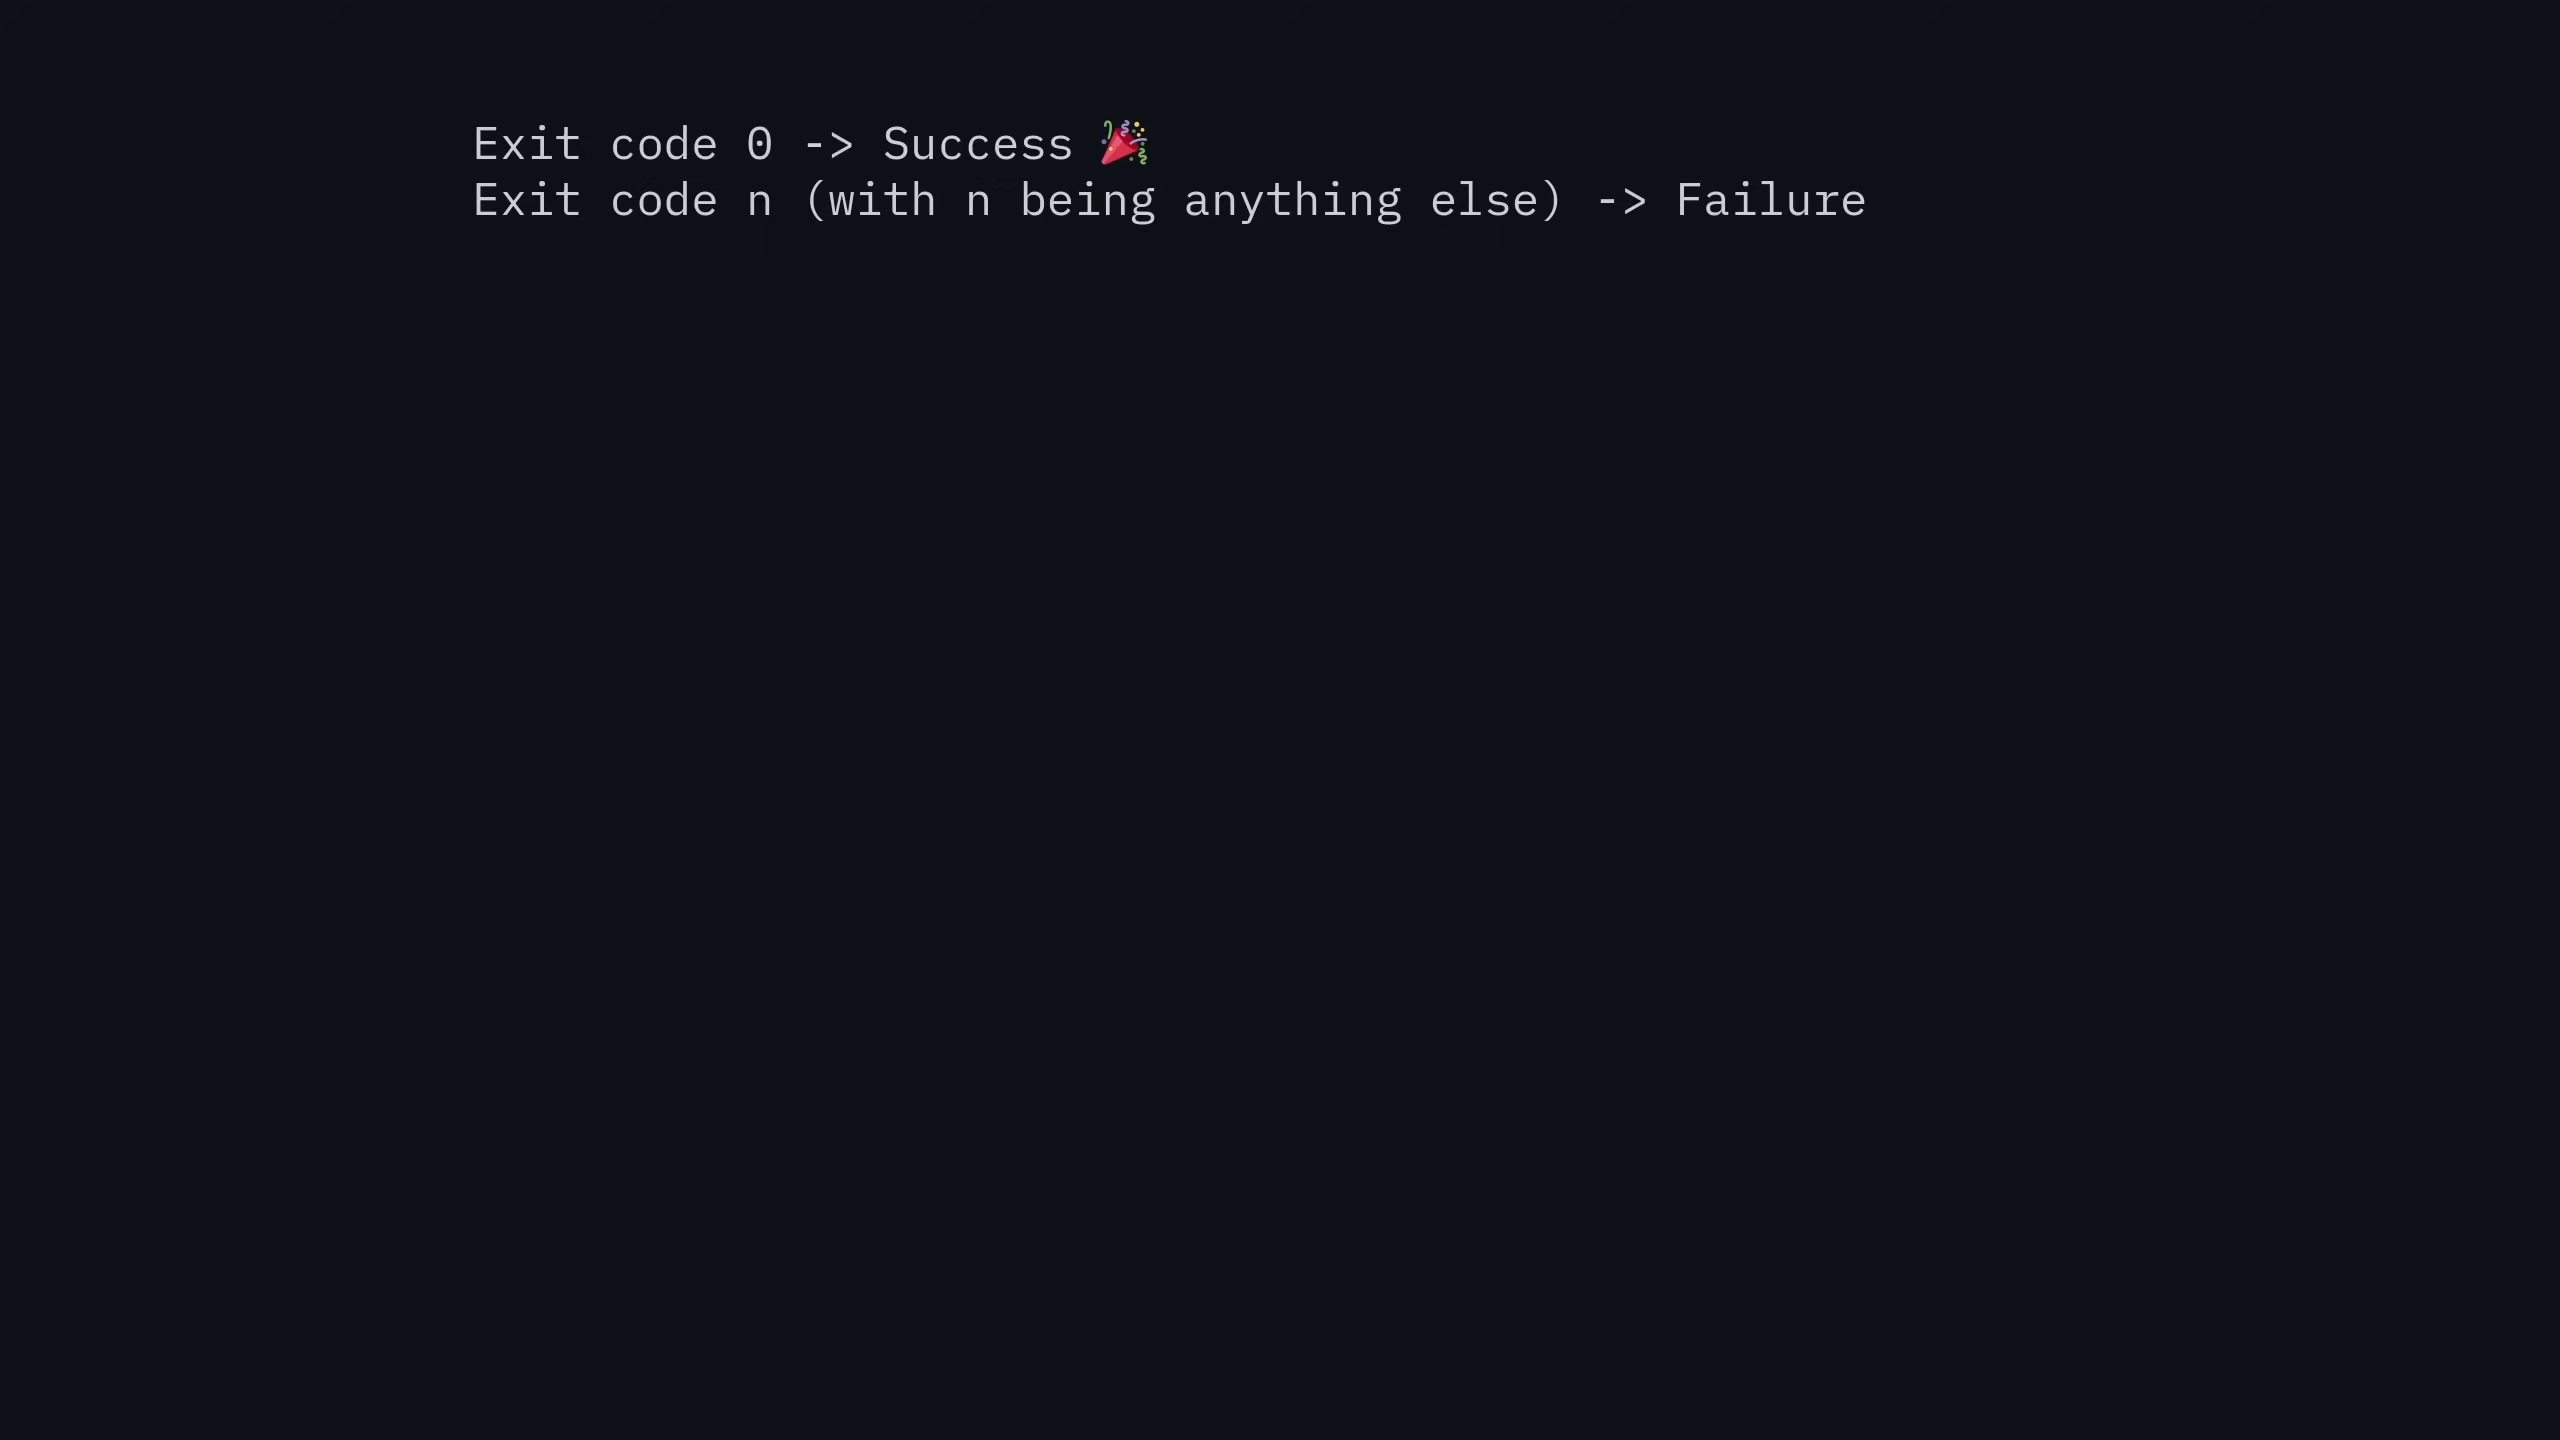 Exit code 0 -> Success 🎉
Exit code n (with n being anything else) -> Failure